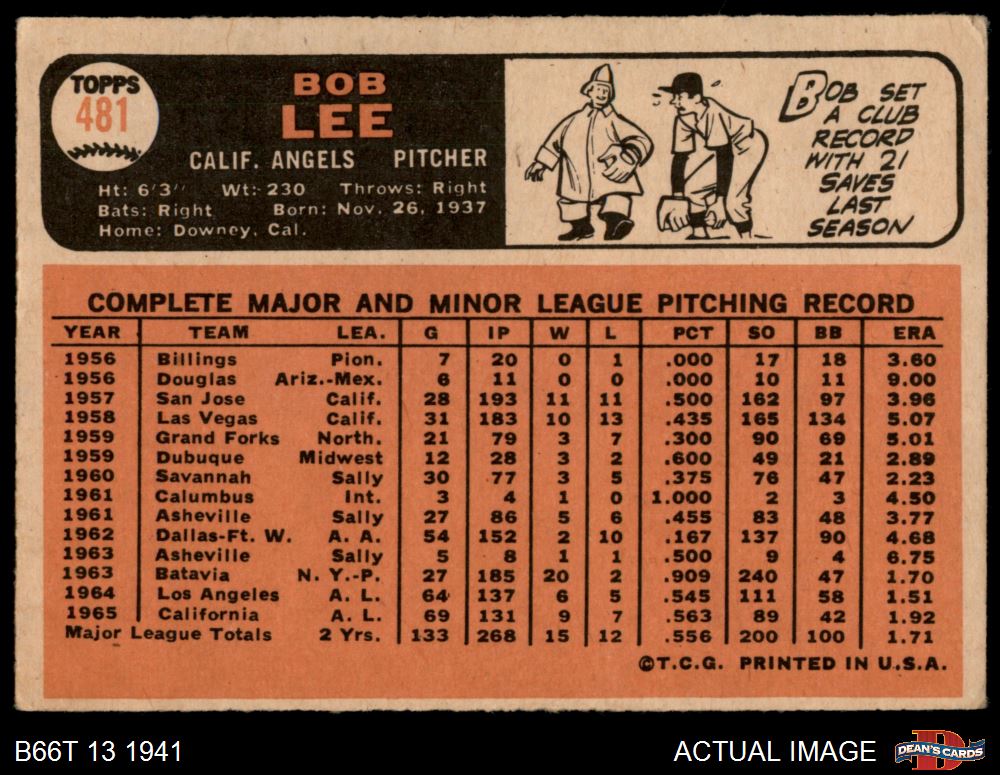 TOPPS
481
BOB
LEE
CALIF. ANGELS PITCHER
Ht: 6'3" Wt: 230 Throws: Right
Bats: Right Born: Nov. 26, 1937
Home: Downey, Cal.
BOB SET
A CLUB
RECORD
WITH 21
SAVES
LAST
SEASON
COMPLETE MAJOR AND MINOR LEAGUE PITCHING RECORD
YEAR TEAM LEA. G IP W L PCT SO BB ERA
1956 Billings Pion. 7 20 0 1 .000 17 18 3.60
1956 Douglas Ariz.-Mex. 6 11 0 0 .000 10 11 9.00
1957 San Jose Calif. 28 193 11 11 .500 162 97 3.96
1958 Las Vegas Calif. 31 183 10 13 .435 165 134 5.07
1959 Grand Forks North. 21 79 3 7 .300 90 69 5.01
1959 Dubuque Midwest 12 28 3 2 .600 49 21 2.89
1960 Savannah Sally 30 77 3 5 .375 76 47 2.23
1961 Calumbus Int. 3 4 1 0 1.000 2 3 4.50
1961 Asheville Sally 27 86 5 6 .455 83 48 3.77
1962 Dallas-Ft. W. A. A. 54 152 2 10 .167 137 90 4.68
1963 Asheville Sally 5 8 1 1 .500 9 4 6.75
1963 Batavia N. Y.-P. 27 185 20 2 .909 240 47 1.70
1964 Los Angeles A. L. 64 137 6 5 .545 111 58 1.51
1965 California A. L. 69 131 9 7 .563 89 42 1.92
Major League Totals 2 Yrs. 133 268 15 12 .556 200 100 1.71
©T.C.G. PRINTED IN U.S.A.
B66T 13 1941 ACTUAL IMAGE DEAN'S CARDS